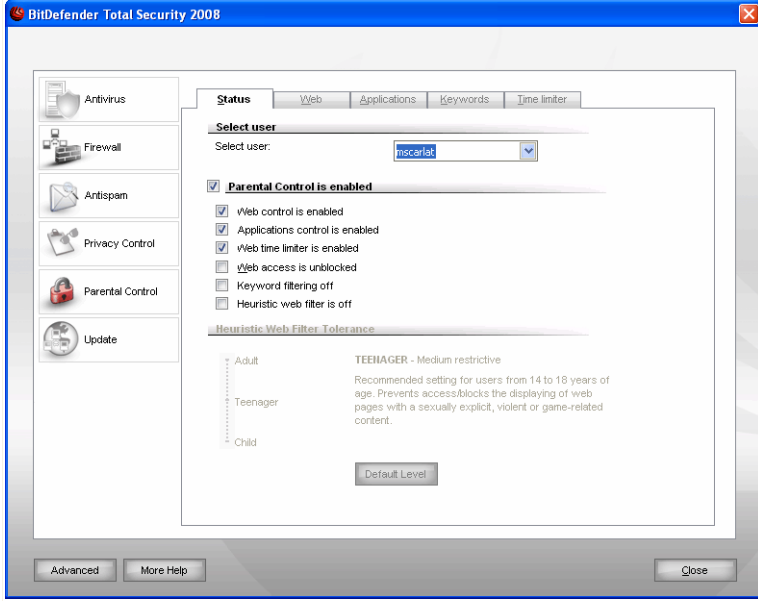 BitDefender Total Security 2008
Antivirus
Firewall
Antispam
Privacy Control
Parental Control
Update
Status
Web
Applications
Keywords
Time limiter
Select user
Select user:
mscarlat
Parental Control is enabled
Web control is enabled
Applications control is enabled
Web time limiter is enabled
Web access is unblocked
Keyword filtering off
Heuristic web filter is off
Heuristic Web Filter Tolerance
Adult
Teenager
Child
TEENAGER - Medium restrictive
Recommended setting for users from 14 to 18 years of
age. Prevents access/blocks the displaying of web
pages with a sexually explicit, violent or game-related
content.
Default Level
Advanced
More Help
Close